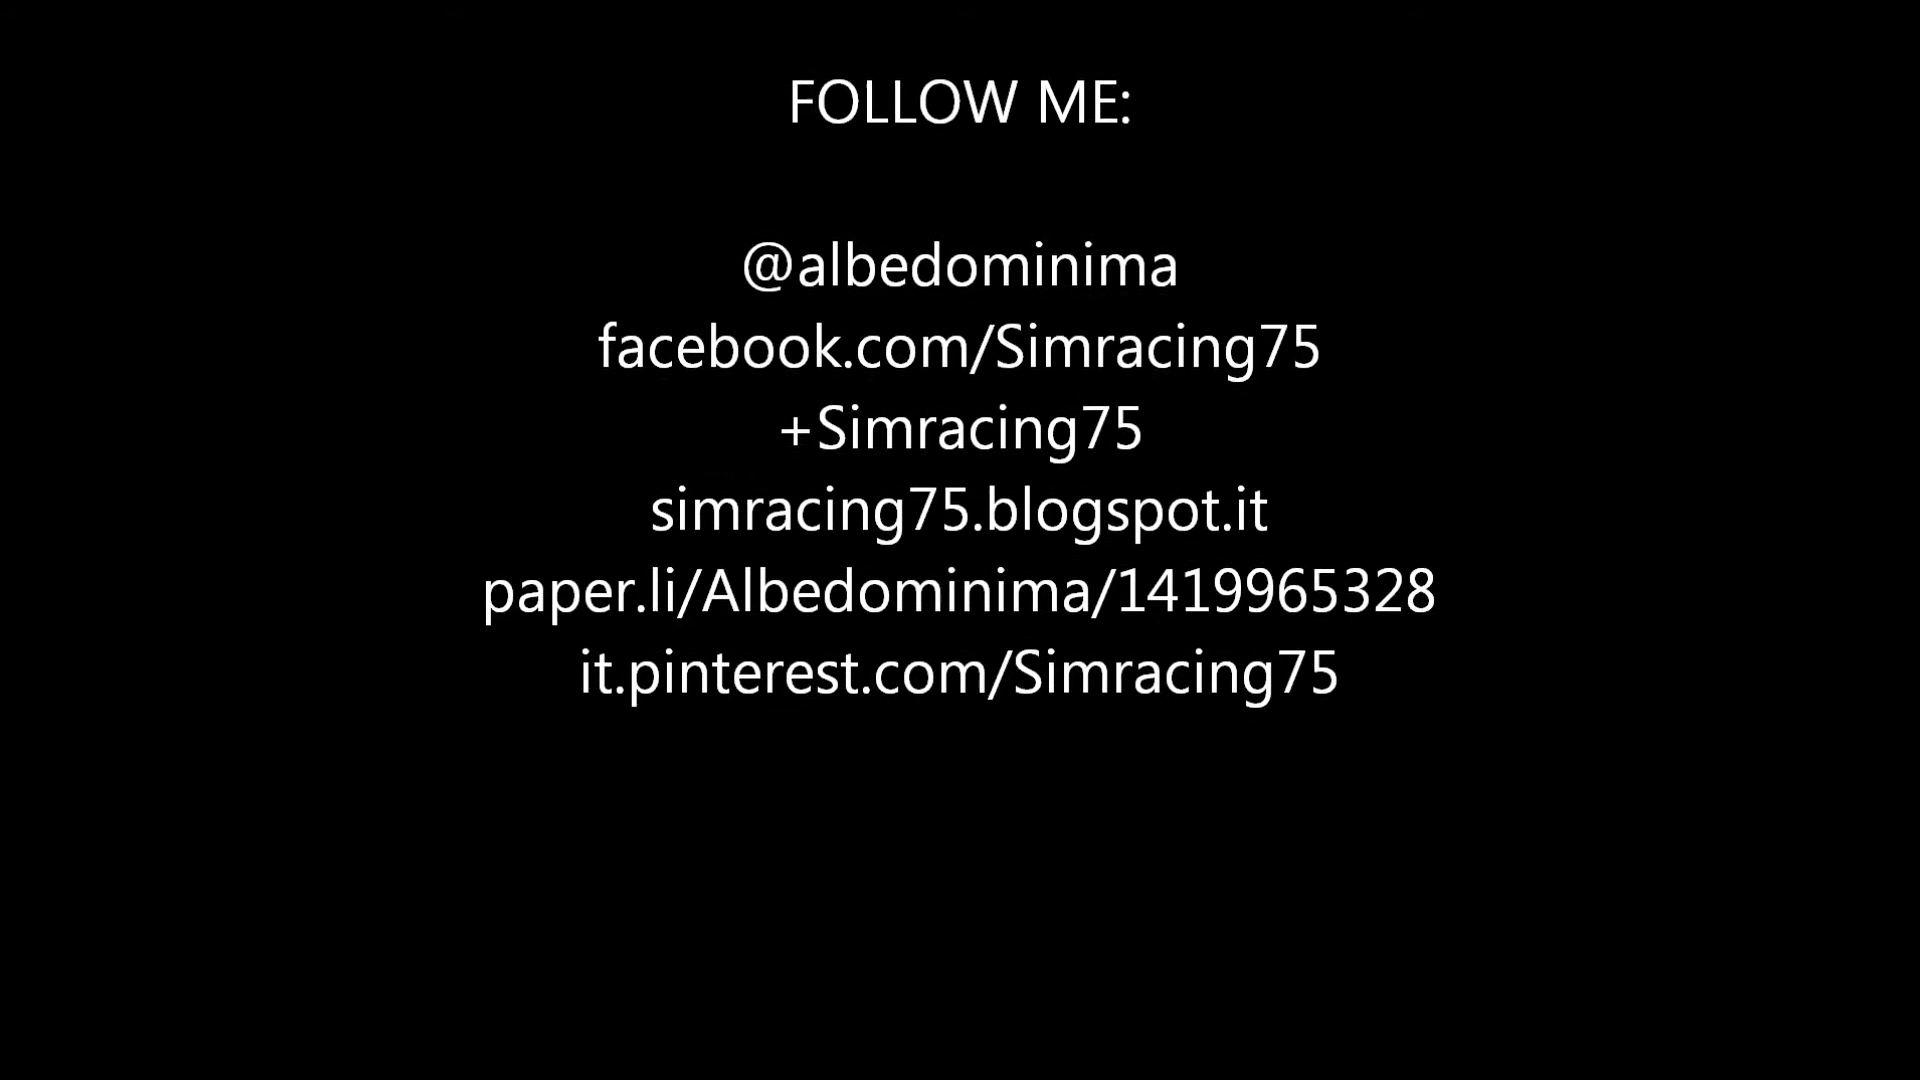 FOLLOW ME:
@albedominima
facebook.com/Simracing75
+Simracing75
simracing75.blogspot.it
paper.li/Albedominima/1419965328
it.pinterest.com/Simracing75